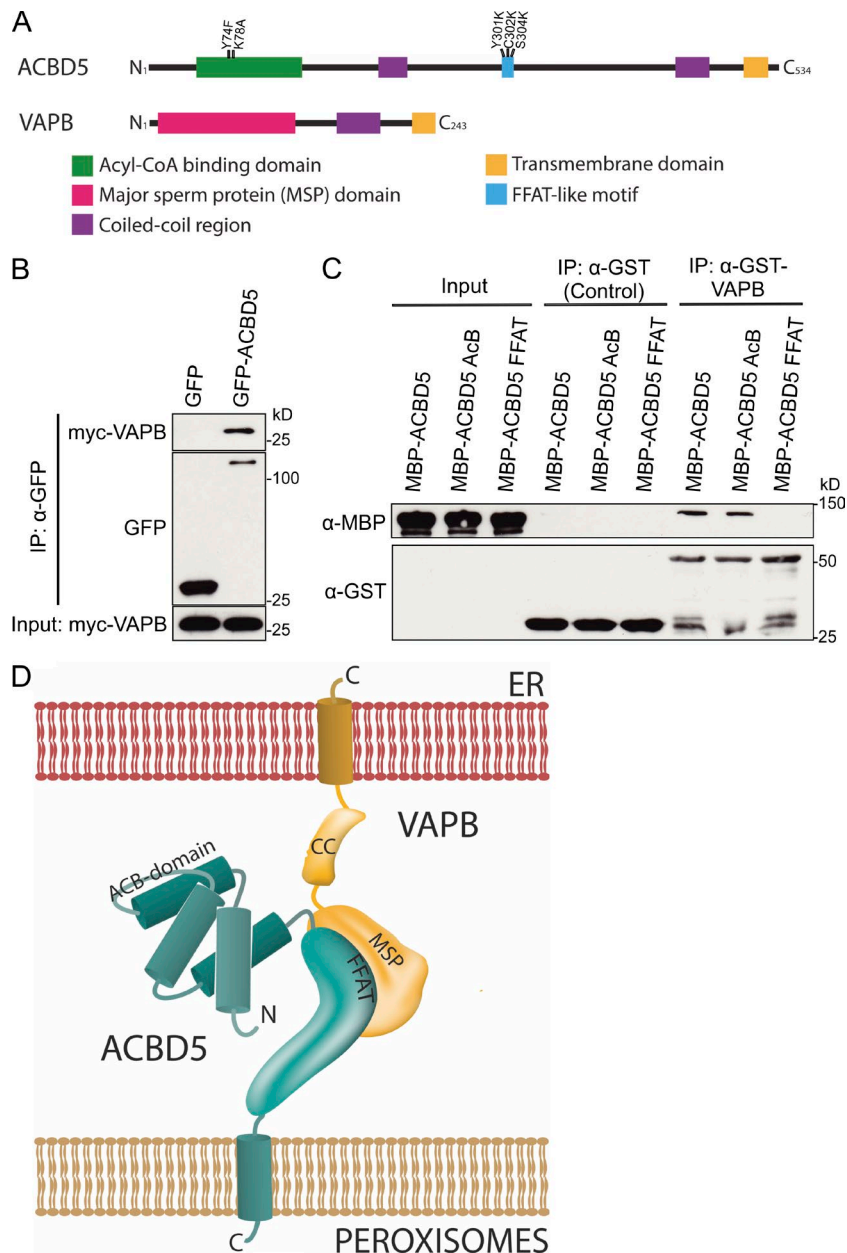 A
Y74F
K78A
Y301K
C302K
S304K
ACBD5
N1
C534
VAPB
N1
C243
Acyl-CoA binding domain
Major sperm protein (MSP) domain
Coiled-coil region
Transmembrane domain
FFAT-like motif
B
GFP
GFP-ACBD5
kD
IP: α-GFP
myc-VAPB
-25
GFP
-100
-25
Input: myc-VAPB
-25
C
Input
IP: α-GST
(Control)
IP: α-GST-
VAPB
MBP-ACBD5
MBP-ACBD5 AcB
MBP-ACBD5 FFAT
MBP-ACBD5
MBP-ACBD5 AcB
MBP-ACBD5 FFAT
MBP-ACBD5
MBP-ACBD5 AcB
MBP-ACBD5 FFAT
kD
α-MBP
-150
α-GST
-50
-25
D
C
ER
VAPB
CC
ACB-domain
MSP
FFAT
N
ACBD5
C
PEROXISOMES